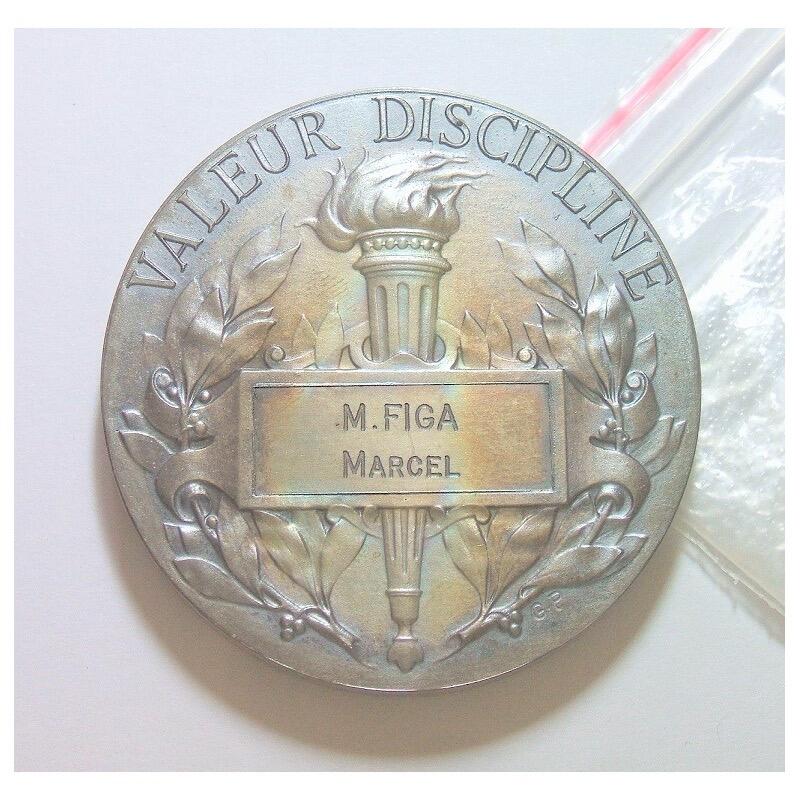 VALEUR DISCIPLINE
M. FIGA
MARCEL
G.P